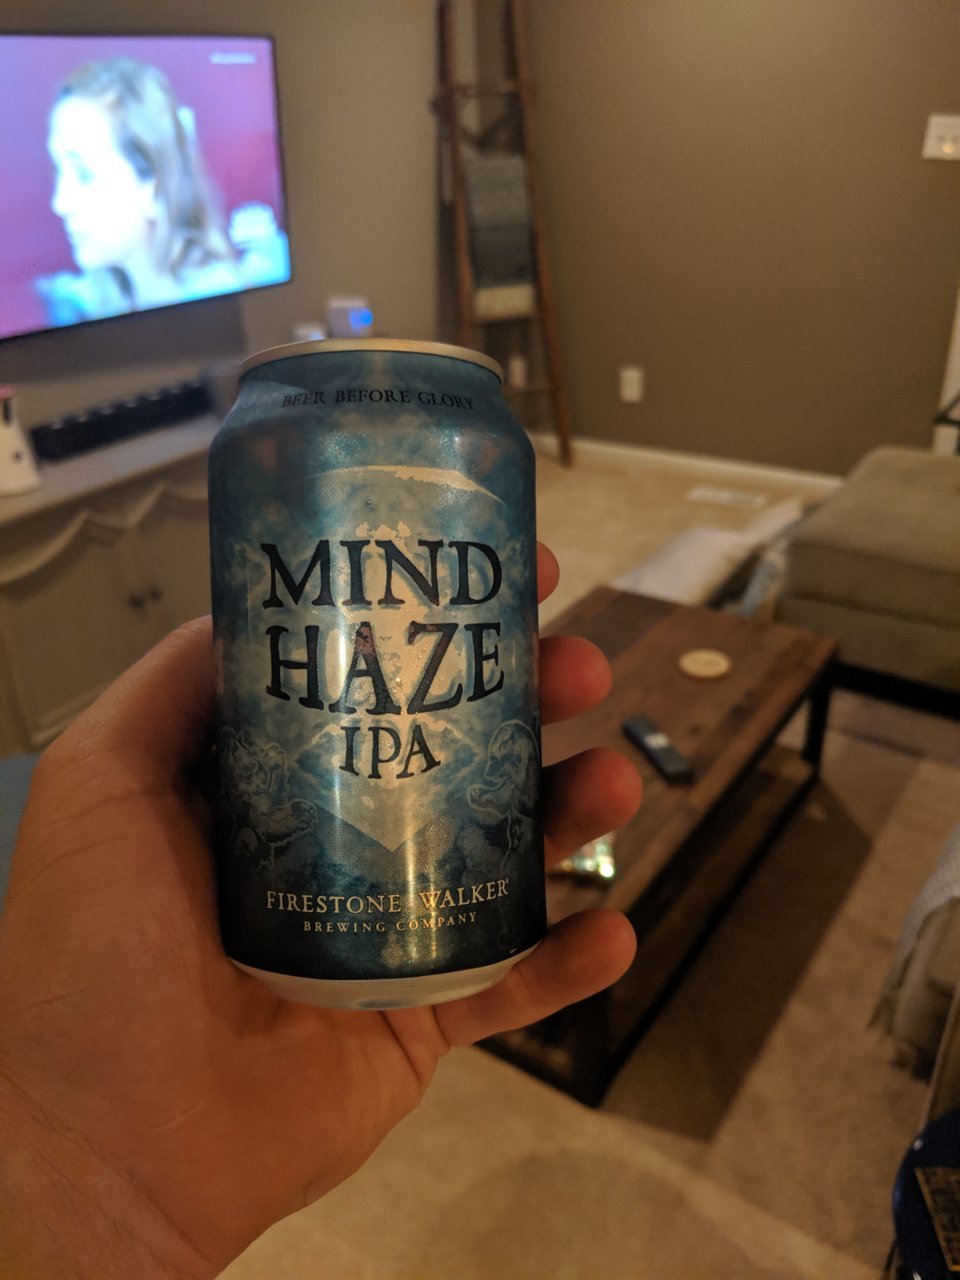 BEER BEFORE GLORY
MIND
HAZE
IPA
FIRESTONE WALKER®
BREWING COMPANY